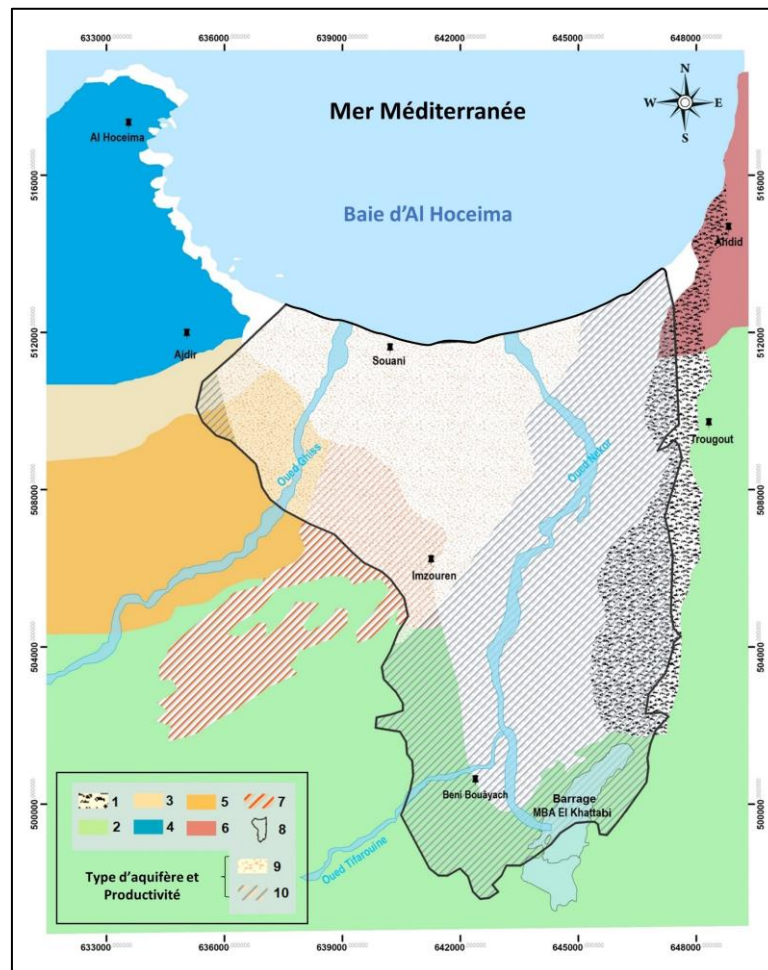 633000
636000
639000
642000
645000
648000
N
W
E
S
Mer Méditerranée
Al Hoceima
516000
516000
Baie d'Al Hoceima
Ahdid
512000
512000
Souani
Ajdir
Trougout
Oued Ghiss
Oued Nekor
508000
508000
Imzouren
504000
504000
Beni Bouâyach
Barrage
MBA El Khattabi
500000
500000
Oued Tifarouine
1
3
5
7
2
4
6
8
Type d'aquifère et
Productivité
9
10
633000
636000
639000
642000
645000
648000